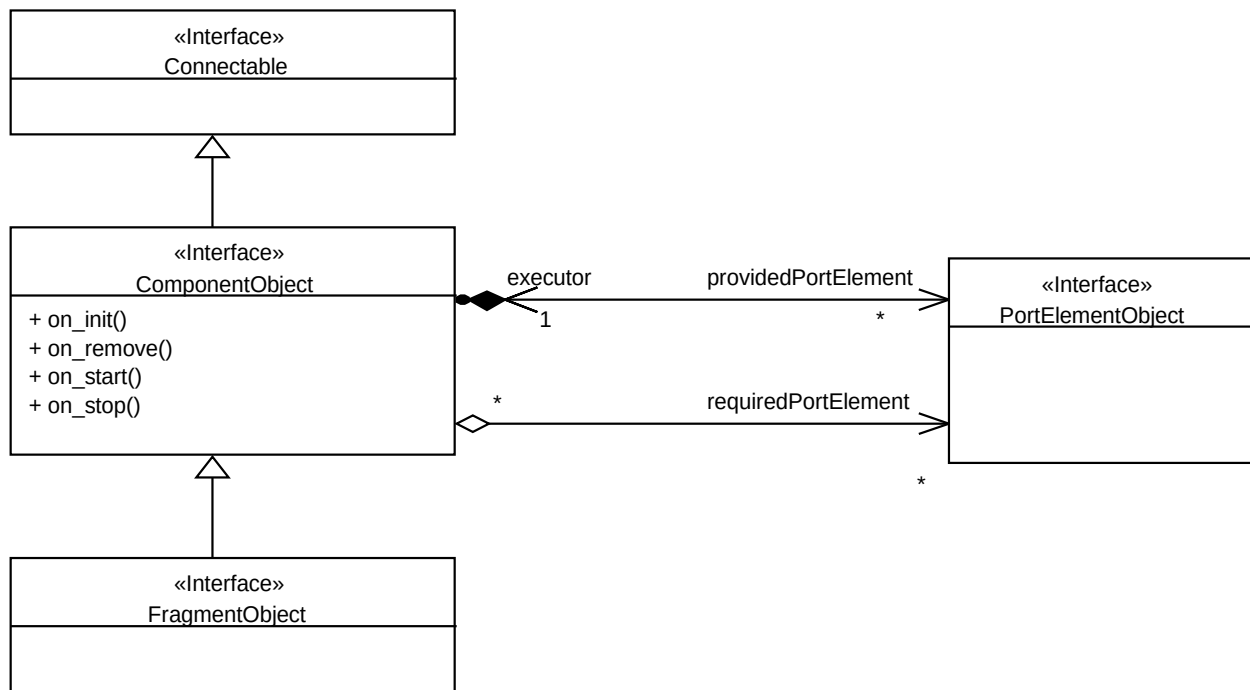 «Interface»
Connectable
«Interface»
ComponentObject
+ on_init()
+ on_remove()
+ on_start()
+ on_stop()
executor
1
providedPortElement
*
*
requiredPortElement
*
«Interface»
PortElementObject
«Interface»
FragmentObject